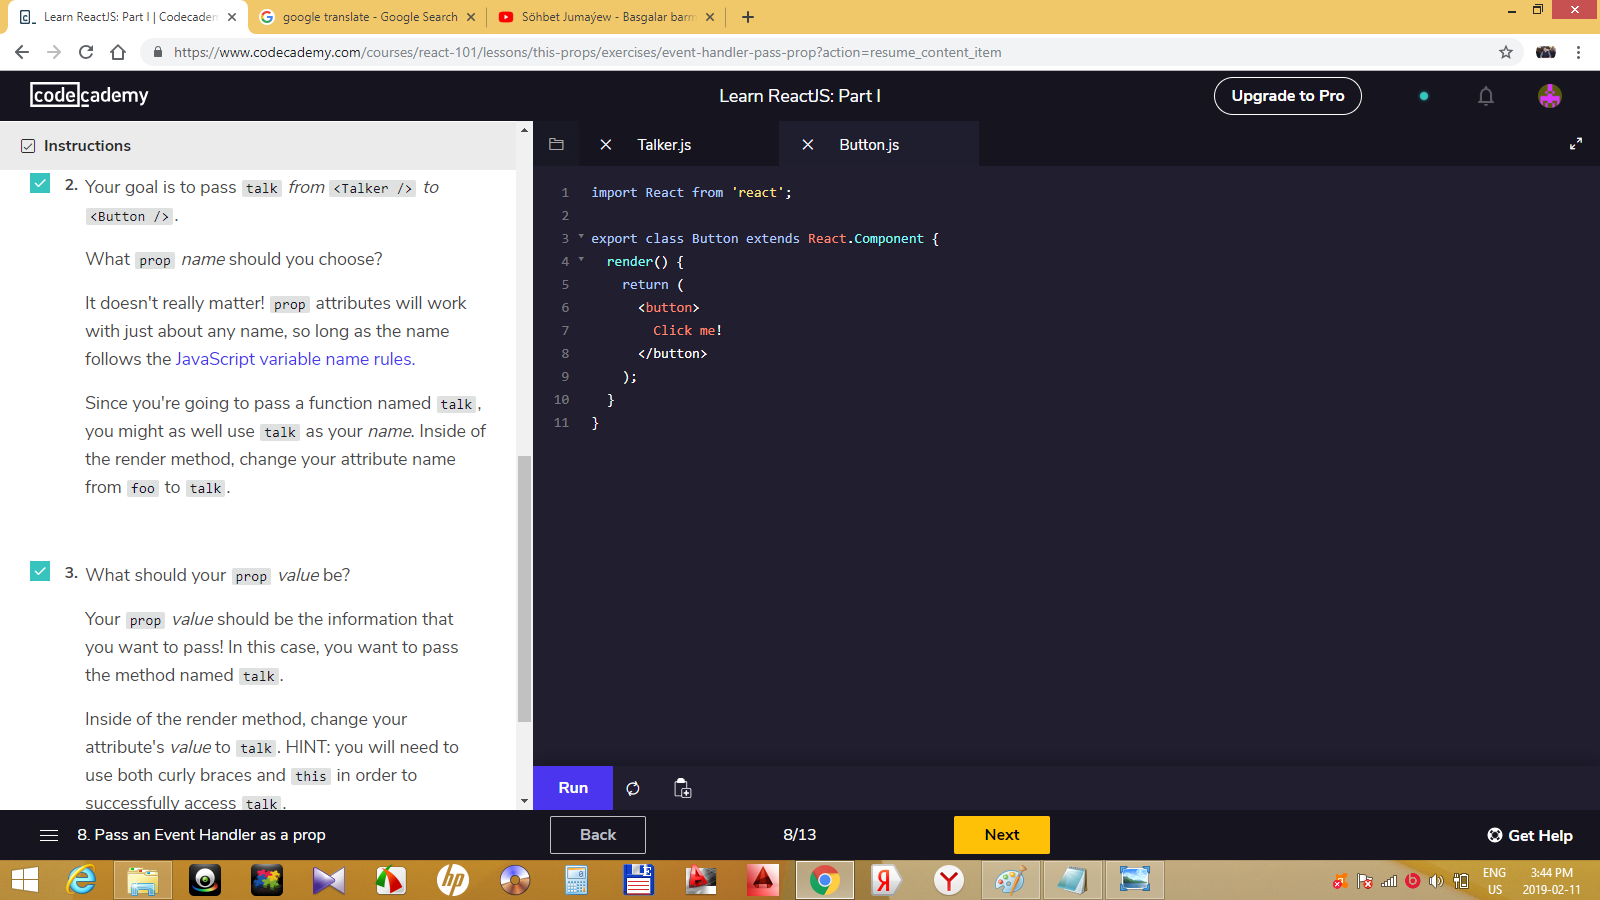 Learn ReactJS: Part I | Codecadem
google translate - Google Search
Söhbet Jumaýew - Basgalar barm
https://www.codecademy.com/courses/react-101/lessons/this-props/exercises/event-handler-pass-prop?action=resume_content_item
codecademy
Learn ReactJS: Part I
Upgrade to Pro
Instructions
Talker.js
Button.js
2. Your goal is to pass talk from <Talker /> to
<Button />.
What prop name should you choose?
It doesn't really matter! prop attributes will work
with just about any name, so long as the name
follows the JavaScript variable name rules.
Since you're going to pass a function named talk,
you might as well use talk as your name. Inside of
the render method, change your attribute name
from foo to talk.
3. What should your prop value be?
Your prop value should be the information that
you want to pass! In this case, you want to pass
the method named talk.
Inside of the render method, change your
attribute's value to talk. HINT: you will need to
use both curly braces and this in order to
successfully access talk.
1 import React from 'react';
2
3 export class Button extends React.Component {
4 render() {
5 return (
6 <button>
7 Click me!
8 </button>
9 );
10 }
11 }
Run
8. Pass an Event Handler as a prop
Back
8/13
Next
Get Help
ENG
US
3:44 PM
2019-02-11